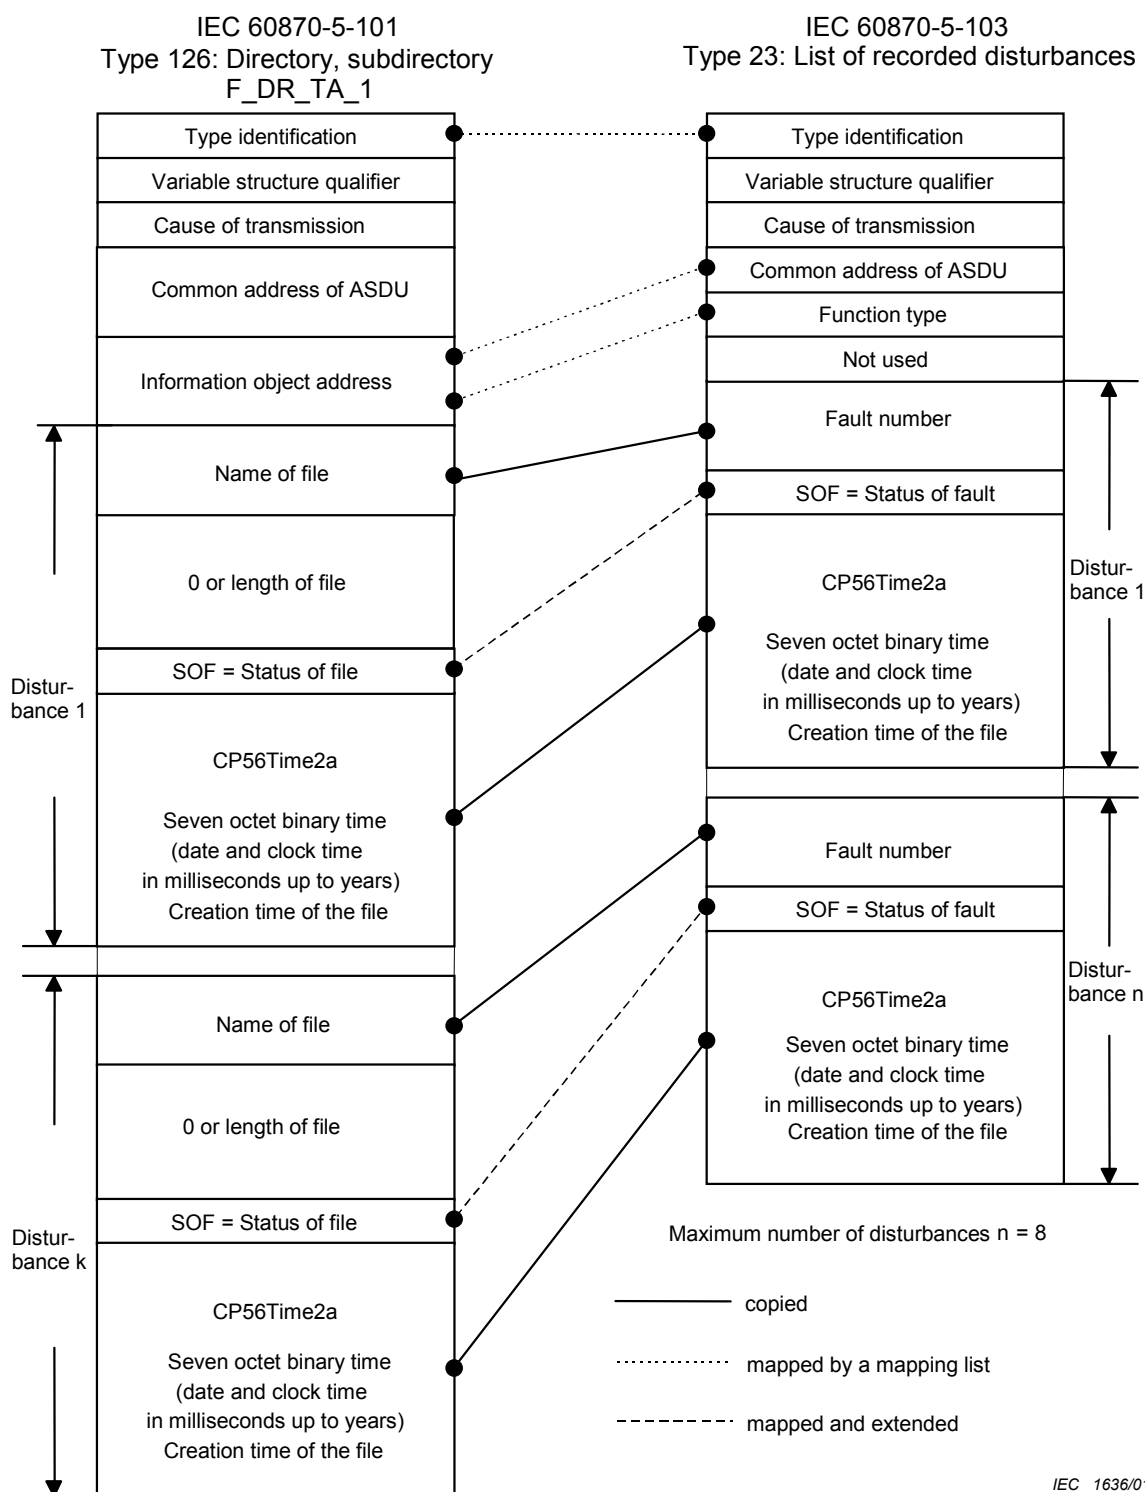 IEC 60870-5-101
Type 126: Directory, subdirectory
F_DR_TA_1
IEC 60870-5-103
Type 23: List of recorded disturbances
Type identification
Variable structure qualifier
Cause of transmission
Common address of ASDU
Information object address
Name of file
0 or length of file
SOF = Status of file
CP56Time2a
Seven octet binary time
(date and clock time
in milliseconds up to years)
Creation time of the file
Distur-
bance 1
Name of file
0 or length of file
SOF = Status of file
CP56Time2a
Seven octet binary time
(date and clock time
in milliseconds up to years)
Creation time of the file
Distur-
bance k
Type identification
Variable structure qualifier
Cause of transmission
Common address of ASDU
Function type
Not used
Fault number
SOF = Status of fault
CP56Time2a
Seven octet binary time
(date and clock time
in milliseconds up to years)
Creation time of the file
Distur-
bance 1
Fault number
SOF = Status of fault
CP56Time2a
Seven octet binary time
(date and clock time
in milliseconds up to years)
Creation time of the file
Distur-
bance n
Maximum number of disturbances n = 8
copied
mapped by a mapping list
mapped and extended
IEC 1636/01